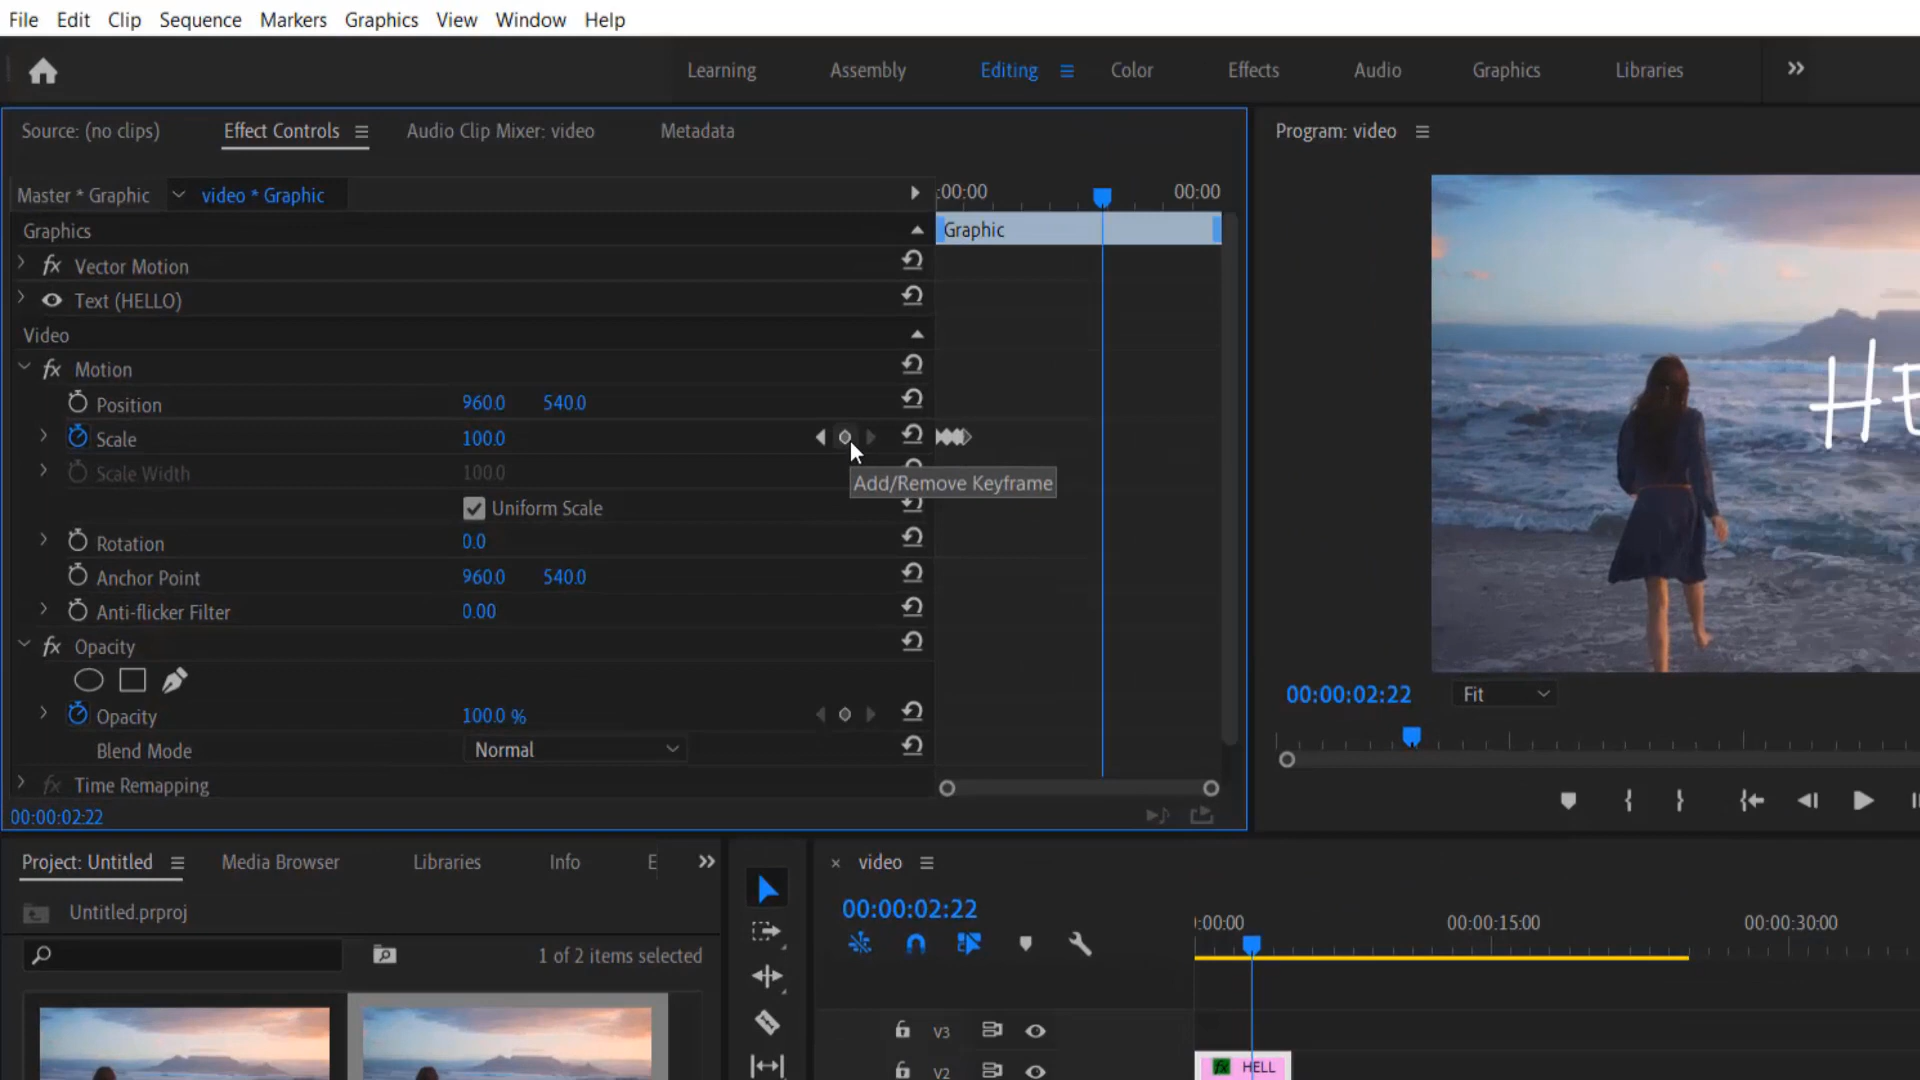 File Edit Clip Sequence Markers Graphics View Window Help
Learning Assembly Editing Color Effects Audio Graphics Libraries
Source: (no clips) Effect Controls Audio Clip Mixer: video Metadata
Program: video
Master * Graphic video * Graphic
:00:00 00:00
Graphics
Graphic
fx Vector Motion
Text (HELLO)
Video
fx Motion
Position 960.0 540.0
Scale 100.0
Scale Width 100.0
Add/Remove Keyframe
Uniform Scale
Rotation 0.0
Anchor Point 960.0 540.0
Anti-flicker Filter 0.00
fx Opacity
Opacity 100.0 %
Blend Mode Normal
fx Time Remapping
00:00:02:22
HE
00:00:02:22 Fit
Project: Untitled Media Browser Libraries Info E
Untitled.prproj
1 of 2 items selected
× video
00:00:02:22
:00:00 00:00:15:00 00:00:30:00
V3
V2
fx HELL